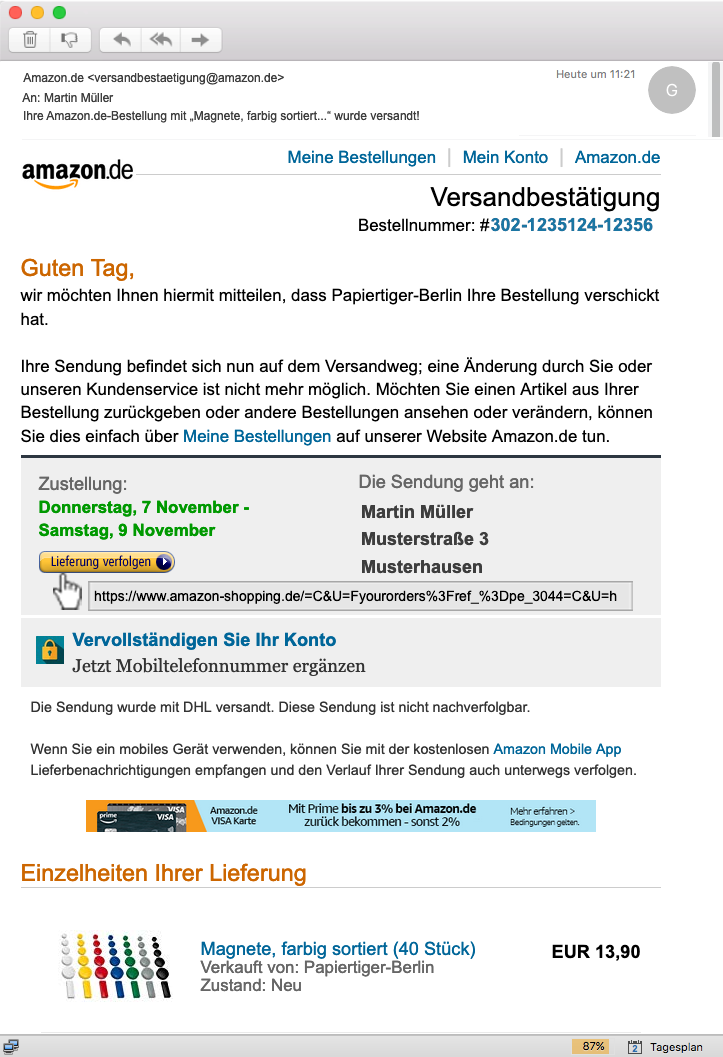 Amazon.de <versandbestaetigung@amazon.de>
Heute um 11:21
G
An: Martin Müller
Ihre Amazon.de-Bestellung mit „Magnete, farbig sortiert...“ wurde versandt!
amazon.de
Meine Bestellungen | Mein Konto | Amazon.de
Versandbestätigung
Bestellnummer: #302-1235124-12356
Guten Tag,
wir möchten Ihnen hiermit mitteilen, dass Papiertiger-Berlin Ihre Bestellung verschickt
hat.
Ihre Sendung befindet sich nun auf dem Versandweg; eine Änderung durch Sie oder
unseren Kundenservice ist nicht mehr möglich. Möchten Sie einen Artikel aus Ihrer
Bestellung zurückgeben oder andere Bestellungen ansehen oder verändern, können
Sie dies einfach über Meine Bestellungen auf unserer Website Amazon.de tun.
Zustellung:
Donnerstag, 7 November -
Samstag, 9 November
Lieferung verfolgen
Die Sendung geht an:
Martin Müller
Musterstraße 3
Musterhausen
https://www.amazon-shopping.de/=C&U=Fyourorders%3Fref_%3Dpe_3044=C&U=h
Vervollständigen Sie Ihr Konto
Jetzt Mobiltelefonnummer ergänzen
Die Sendung wurde mit DHL versandt. Diese Sendung ist nicht nachverfolgbar.
Wenn Sie ein mobiles Gerät verwenden, können Sie mit der kostenlosen Amazon Mobile App
Lieferbenachrichtigungen empfangen und den Verlauf Ihrer Sendung auch unterwegs verfolgen.
prime
VISA
VISA
Amazon.de
VISA Karte
Mit Prime bis zu 3% bei Amazon.de
zurück bekommen - sonst 2%
Mehr erfahren >
Bedingungen gelten.
Einzelheiten Ihrer Lieferung
Magnete, farbig sortiert (40 Stück)
Verkauft von: Papiertiger-Berlin
Zustand: Neu
EUR 13,90
87%
2
Tagesplan